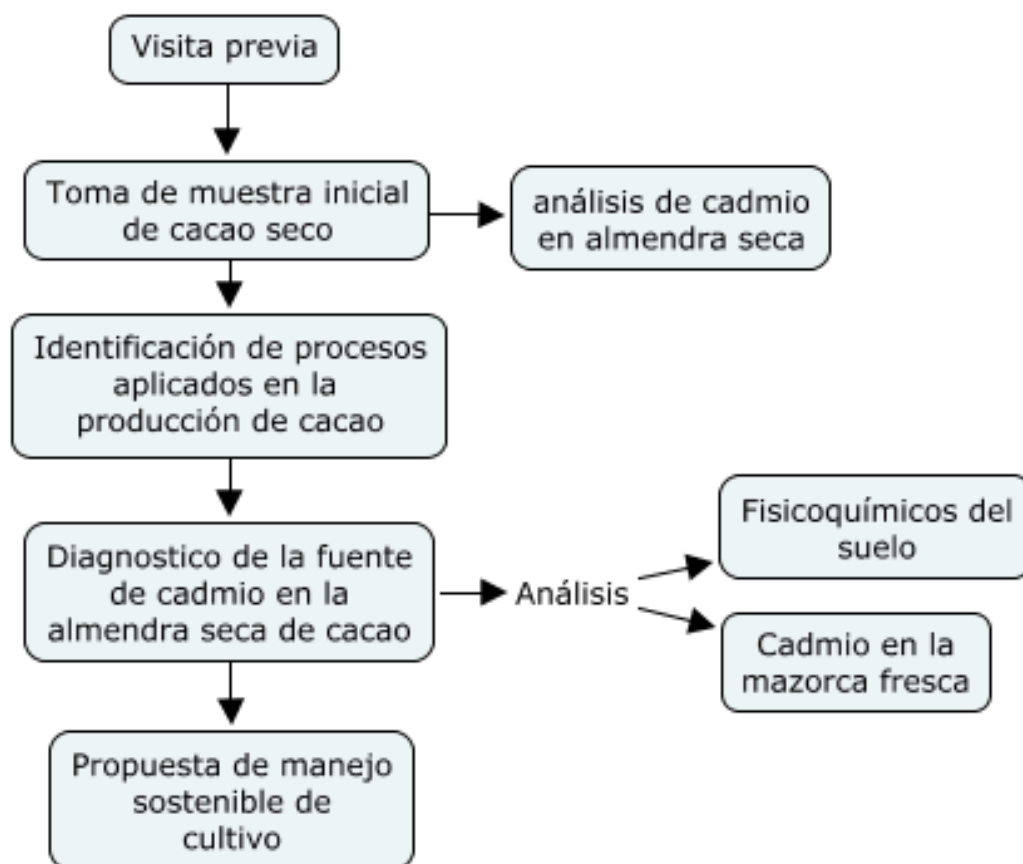 Visita previa
Toma de muestra inicial
de cacao seco
análisis de cadmio
en almendra seca
Identificación de procesos
aplicados en la
producción de cacao
Diagnostico de la fuente
de cadmio en la
almendra seca de cacao
Análisis
Fisicoquímicos del
suelo
Cadmio en la
mazorca fresca
Propuesta de manejo
sostenible de
cultivo